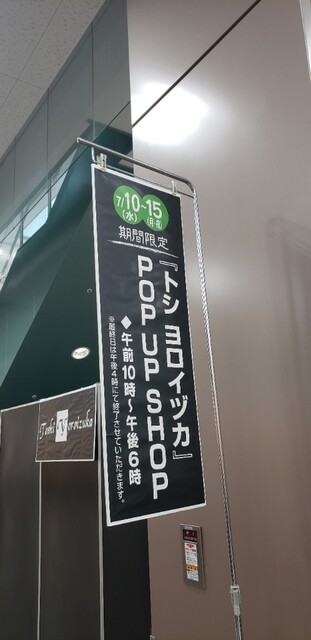 7/10~15
(水) (月・祝)
期間限定
『トシ ヨロイヅカ』
POP UP SHOP
◆午前10時〜午後6時
※最終日は午後4時にて終了させていただきます。
Toshi Yoroizuka